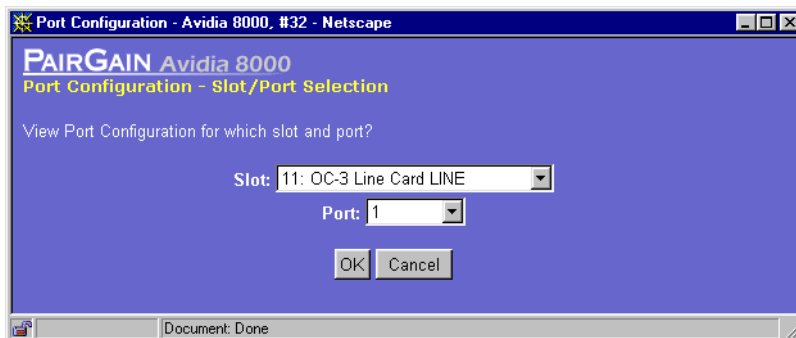 Port Configuration - Avidia 8000, #32 - Netscape
PAIRGAIN Avidia 8000
Port Configuration - Slot/Port Selection
View Port Configuration for which slot and port?
Slot: 11: OC-3 Line Card LINE
Port: 1
OK Cancel
Document: Done